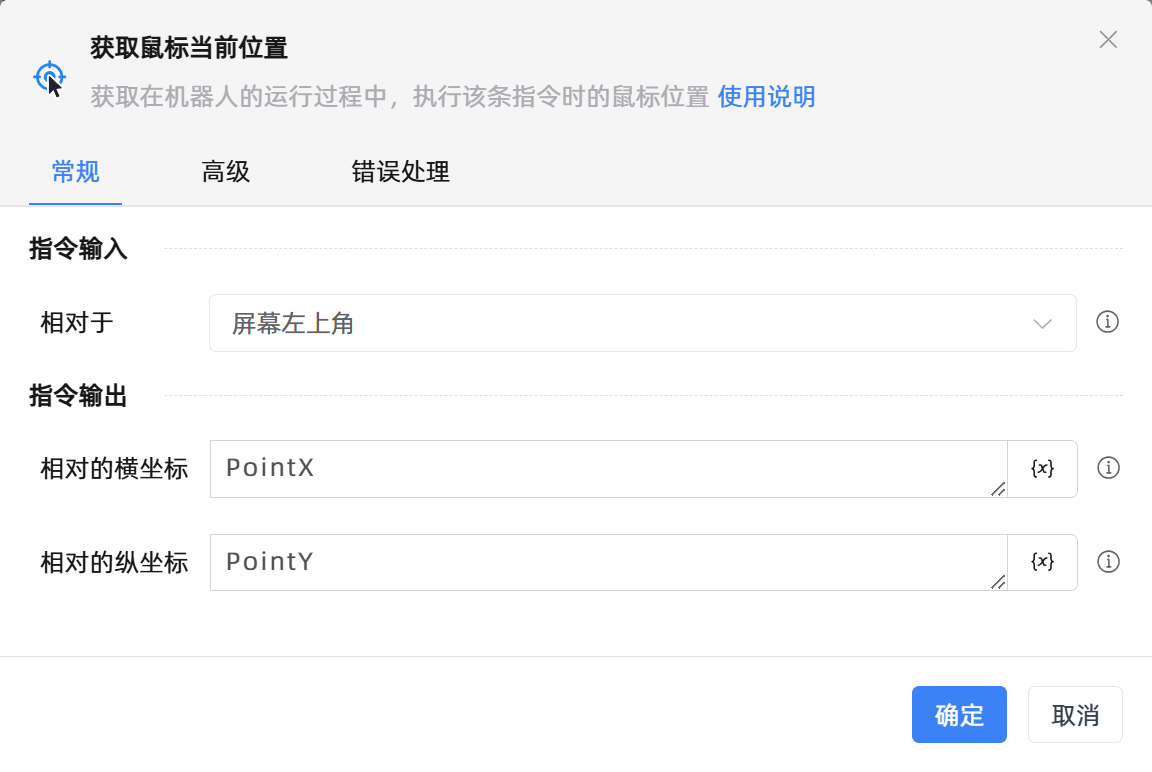 获取鼠标当前位置
获取在机器人的运行过程中，执行该条指令时的鼠标位置 使用说明
常规 高级 错误处理
指令输入
相对于 屏幕左上角
指令输出
相对的横坐标 PointX {x}
相对的纵坐标 PointY {x}
确定 取消